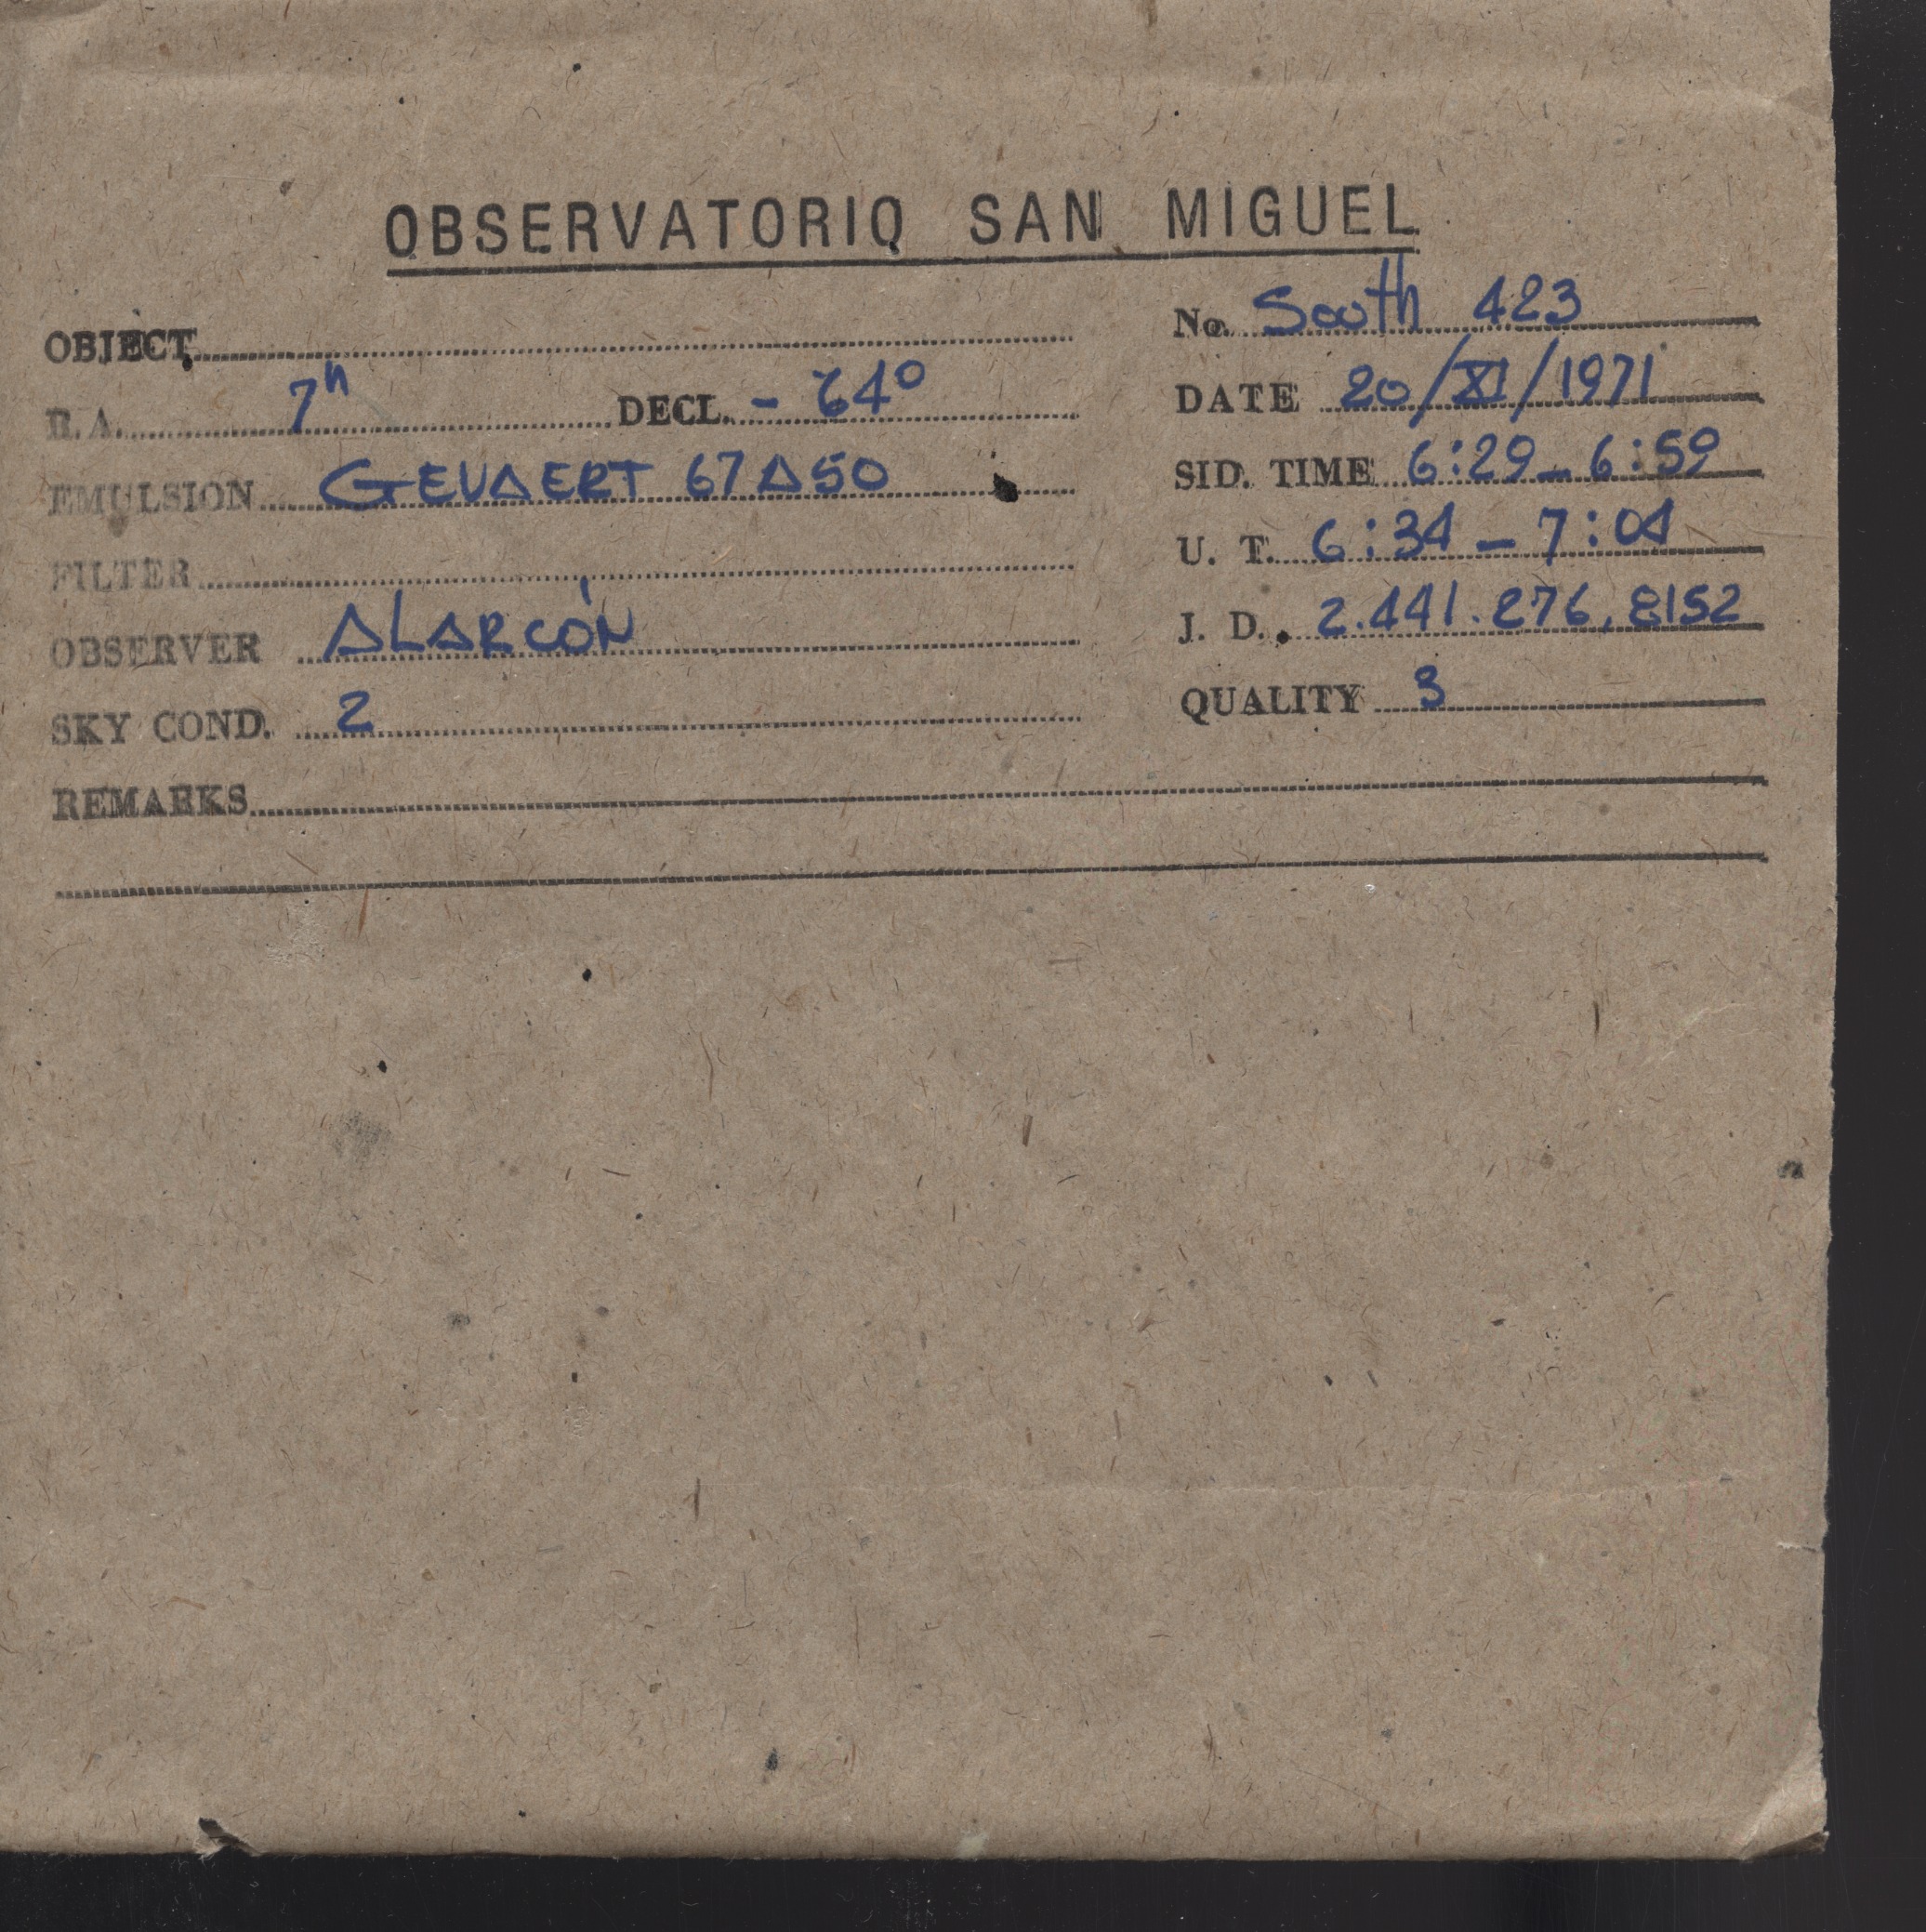 OBSERVATORIO SAN MIGUEL
OBJECT
No. South 423
R.A. 7h DECL. - 64°
DATE 20/XI/1971
EMULSION GEVAERT 67A50
SID. TIME 6:29 - 6:59
FILTER
U. T. 6:34 - 7:04
OBSERVER ALARCÓN
J. D. 2.441.276,8152
SKY COND. 2
QUALITY 3
REMARKS